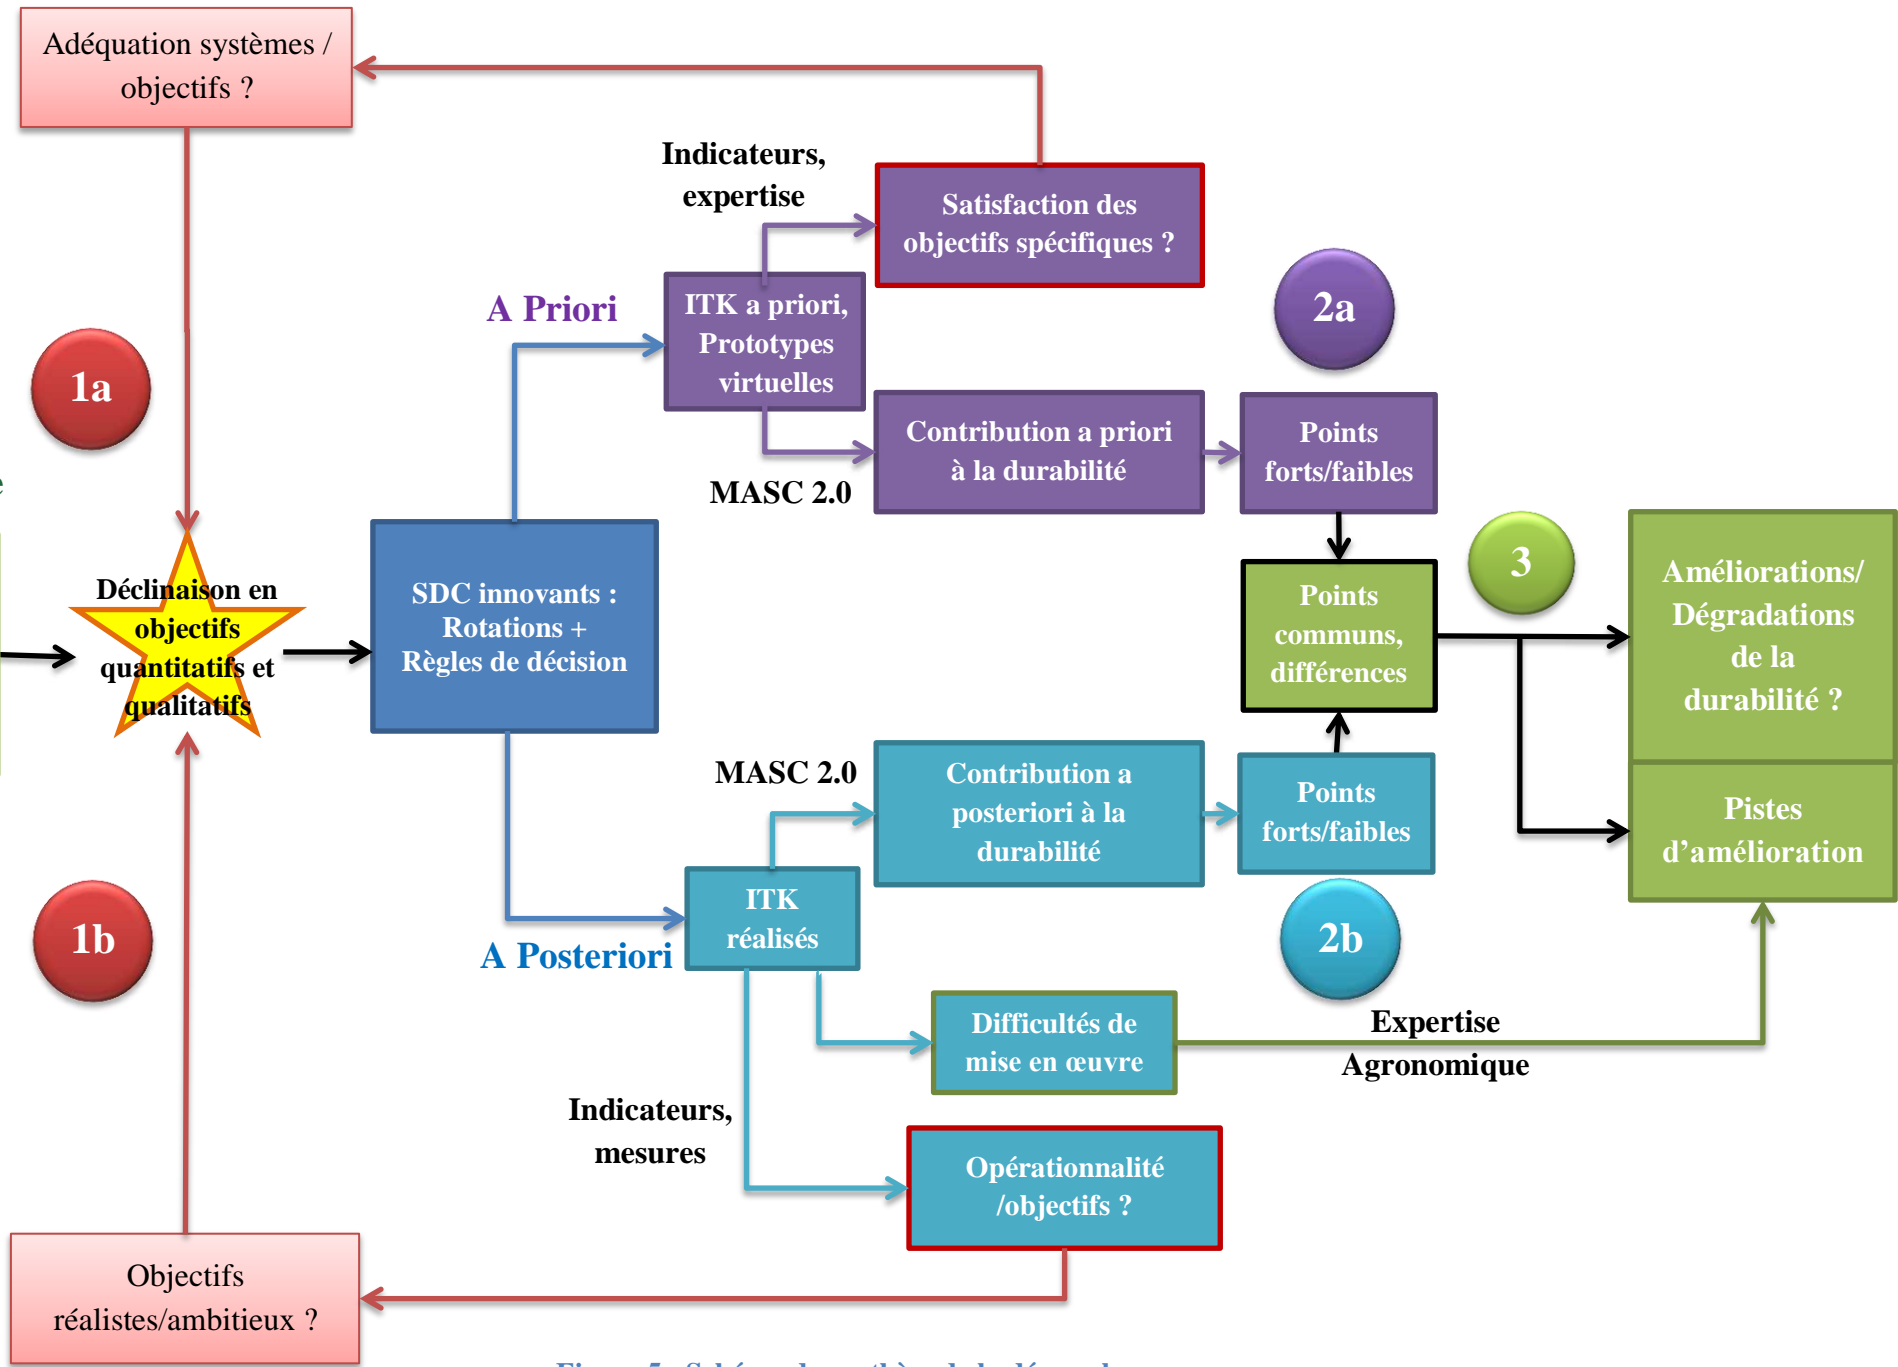 Adéquation systèmes /
objectifs ?
Indicateurs,
expertise
Satisfaction des
objectifs spécifiques ?
2a
A Priori
ITK a priori,
Prototypes
virtuelles
1a
Contribution a priori
à la durabilité
Points
forts/faibles
MASC 2.0
e
Déclinaison en
objectifs
quantitatifs et
qualitatifs
SDC innovants :
Rotations +
Règles de décision
Points
communs,
différences
3
Améliorations/
Dégradations
de la
durabilité ?
MASC 2.0
Contribution a
posteriori à la
durabilité
Points
forts/faibles
Pistes
d’amélioration
1b
A Posteriori
ITK
réalisés
2b
Difficultés de
mise en œuvre
Expertise
Agronomique
Indicateurs,
mesures
Opérationnalité
/objectifs ?
Objectifs
réalistes/ambitieux ?